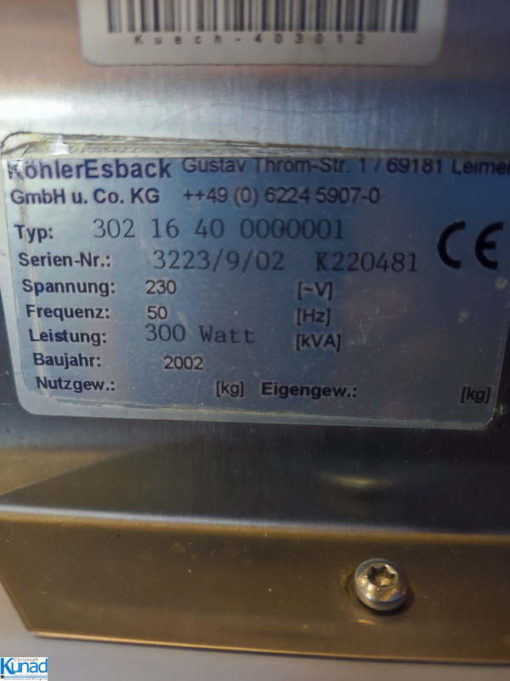 Kuech-403012
KöhlerEsback Gustav Throm-Str. 1 / 69181 Leime
GmbH u. Co. KG ++49 (0) 6224 5907-0
Typ: 302 16 40 0000001
Serien-Nr.: 3223/9/02 K220481 CE
Spannung: 230 [~V]
Frequenz: 50 [Hz]
Leistung: 300 Watt [kVA]
Baujahr: 2002
Nutzgew.: [kg] Eigengew.: [kg]
Kunad